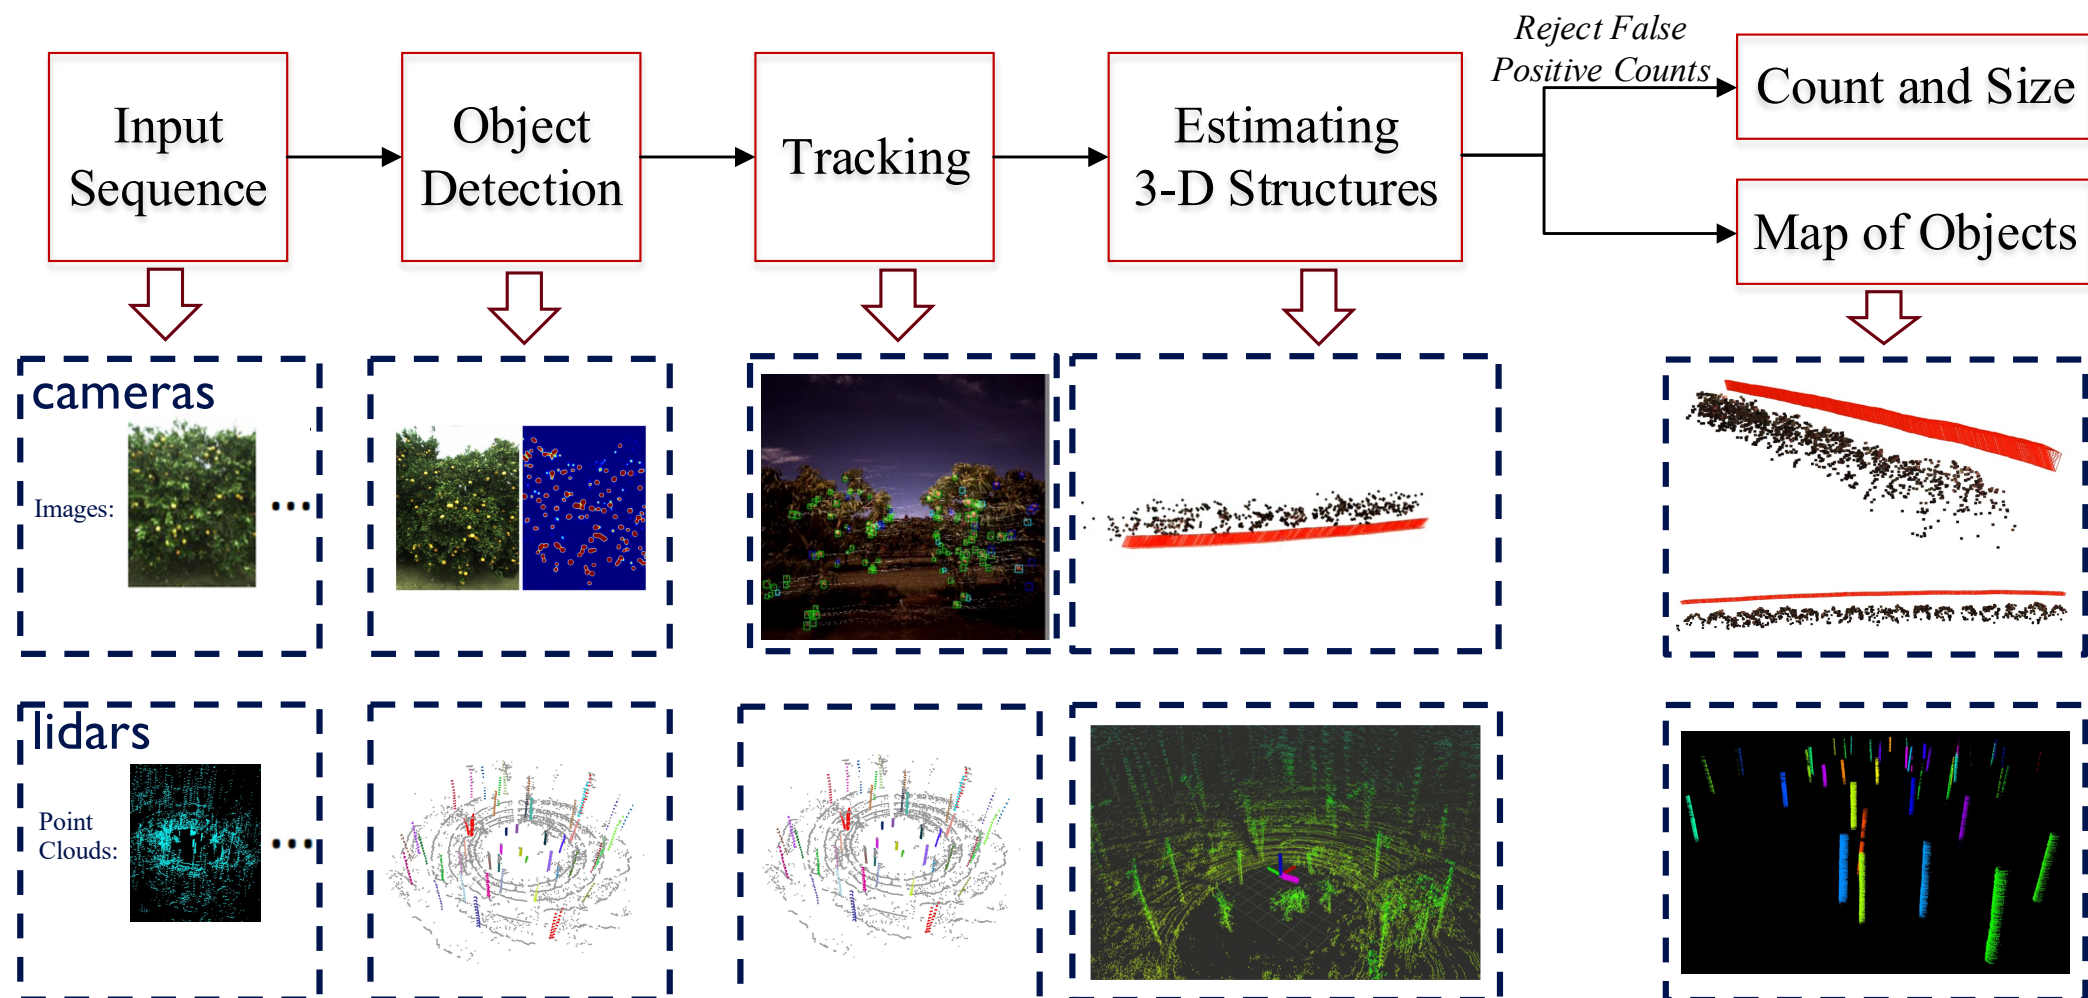 Input
Sequence
Object
Detection
Tracking
Estimating
3-D Structures
Reject False
Positive Counts
Count and Size
Map of Objects
cameras
Images:
...
lidars
Point
Clouds:
...